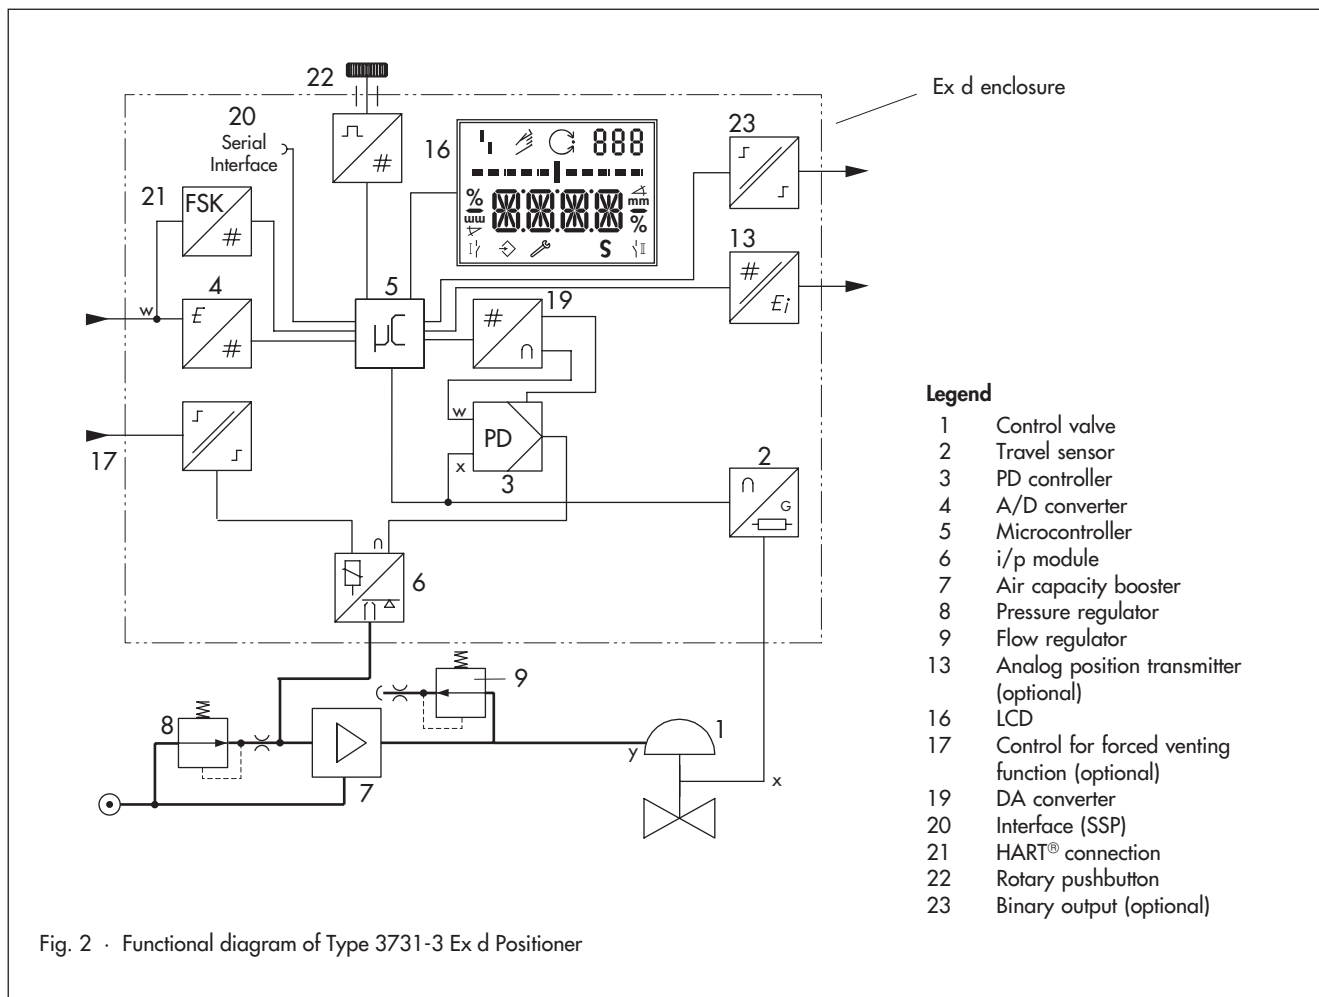 22
Ex d enclosure
20
Serial
Interface
16
888
%
mm
mm
%
S
23
21
FSK
#
#
13
#
Ei
w
4
E
#
5
µC
19
#
w
PD
x
3
17
2
G
6
9
8
7
y
1
x
Legend
1 Control valve
2 Travel sensor
3 PD controller
4 A/D converter
5 Microcontroller
6 i/p module
7 Air capacity booster
8 Pressure regulator
9 Flow regulator
13 Analog position transmitter
(optional)
16 LCD
17 Control for forced venting
function (optional)
19 DA converter
20 Interface (SSP)
21 HART® connection
22 Rotary pushbutton
23 Binary output (optional)
Fig. 2 · Functional diagram of Type 3731-3 Ex d Positioner